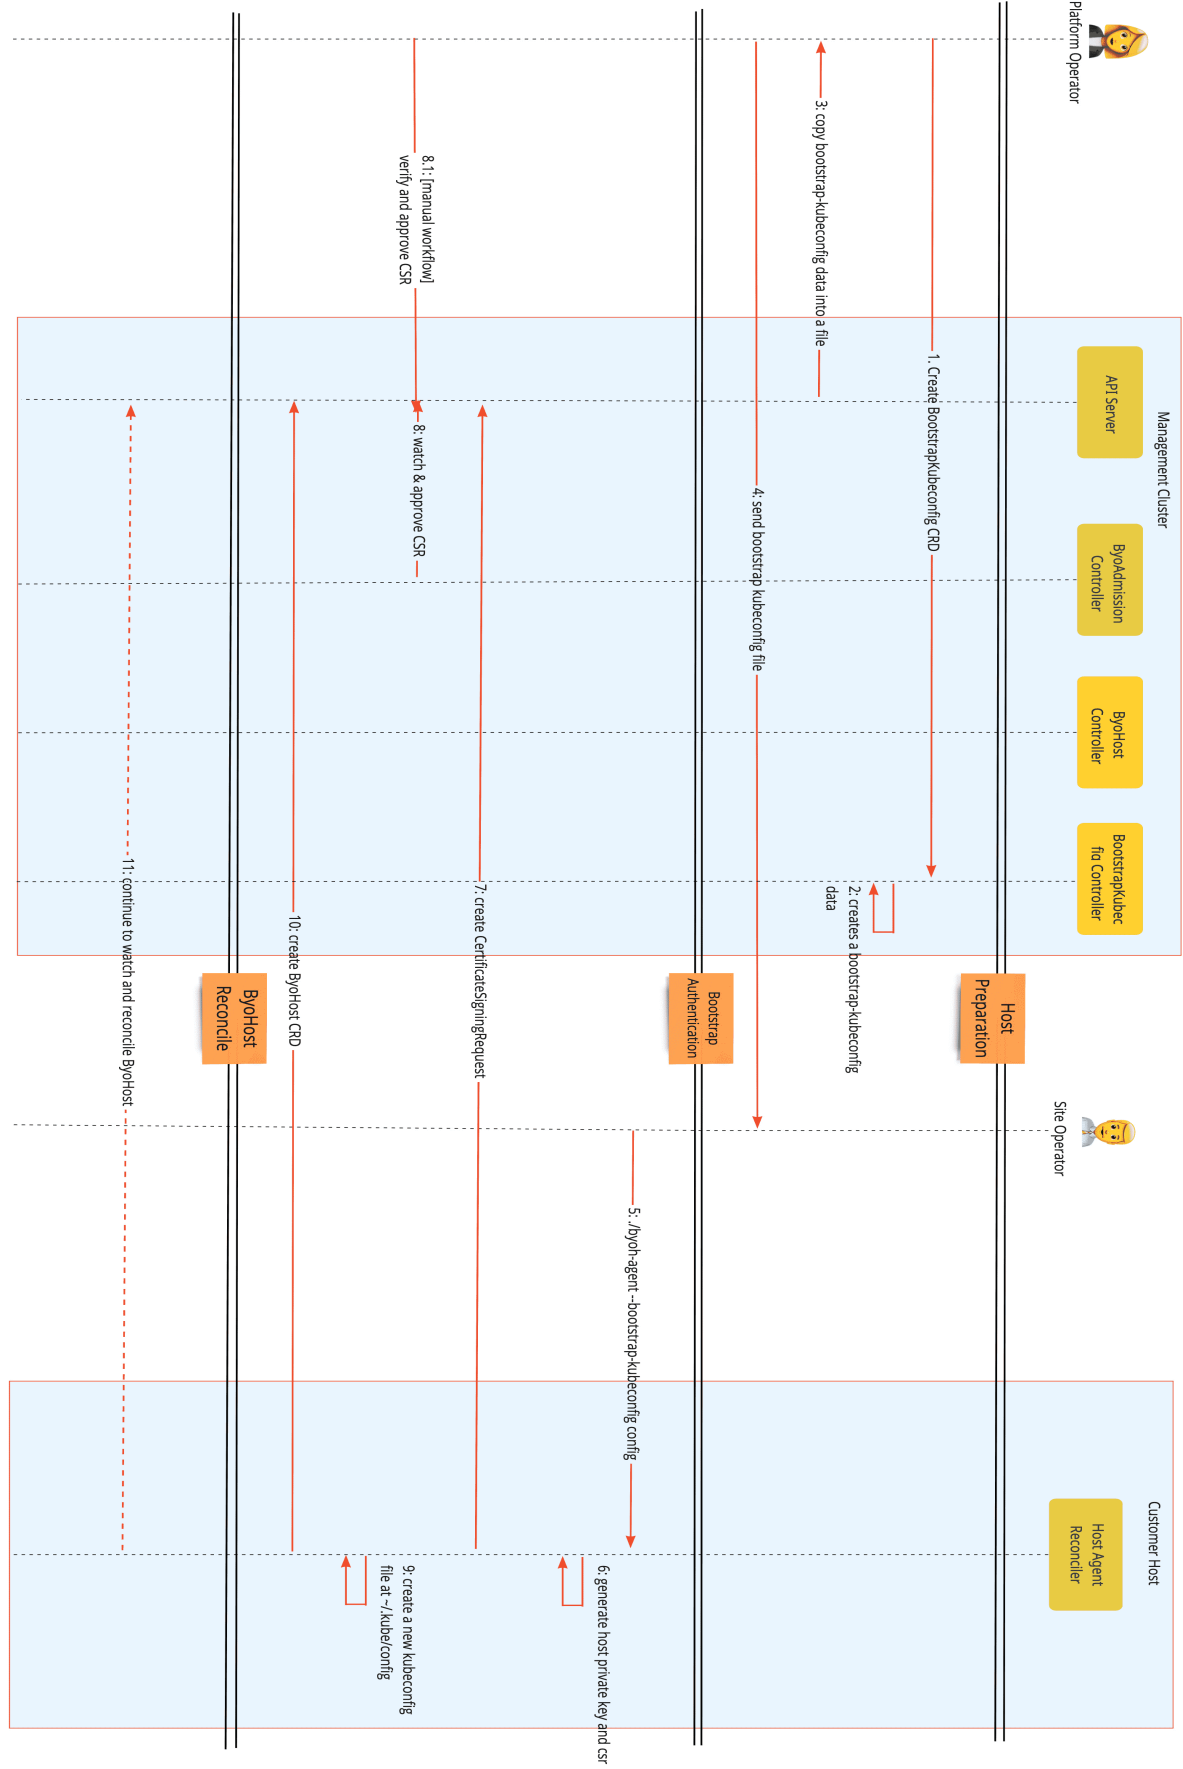 Platform Operator
Management Cluster
API Server
ByoAdmission
Controller
ByoHost
Controller
BootstrapKubec
fig Controller
Site Operator
Customer Host
Host Agent
Reconciler
Host
Preparation
1. Create BootstrapKubeconfig CRD
2: creates a bootstrap-kubeconfig
data
3: copy bootstrap-kubeconfig data into a file
4: send bootstrap kubeconfig file
Bootstrap
Authentication
5: ./byoh-agent --bootstrap-kubeconfig config
6: generate host private key and csr
7: create CertificateSigningRequest
8: watch & approve CSR
8.1: [manual workflow]
verify and approve CSR
9: create a new kubeconfig
file at ~/.kube/config
10: create ByoHost CRD
ByoHost
Reconcile
11: continue to watch and reconcile ByoHost